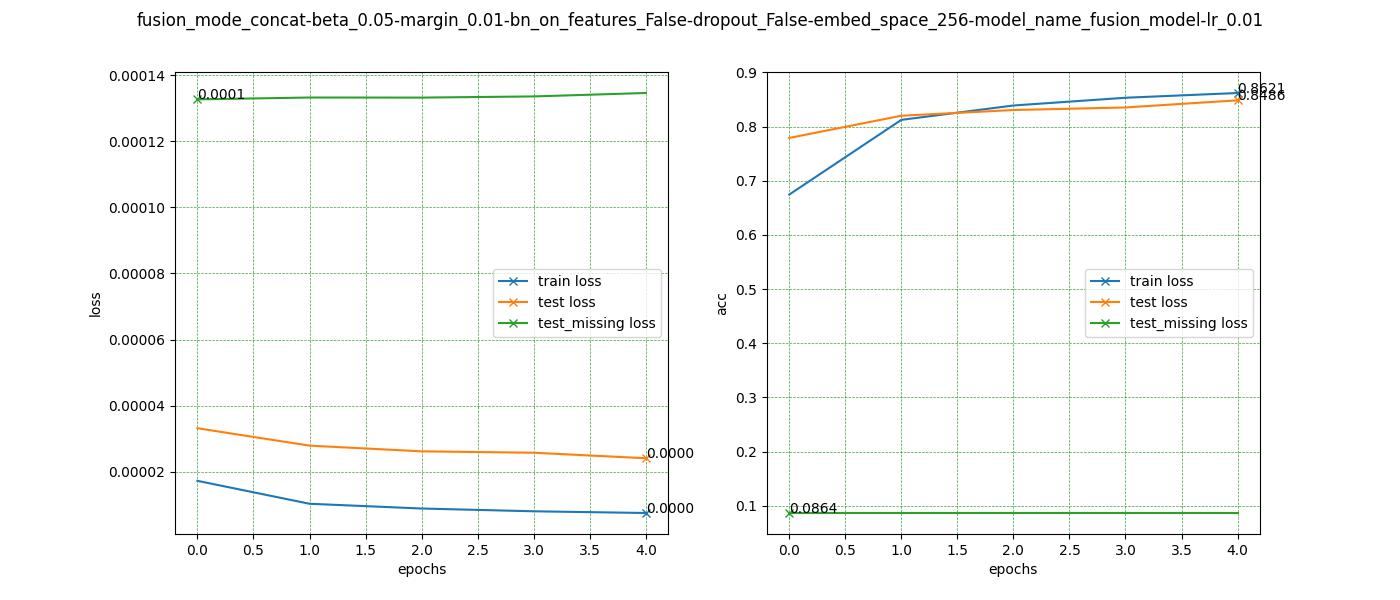 fusion_mode_concat-beta_0.05-margin_0.01-bn_on_features_False-dropout_False-embed_space_256-model_name_fusion_model-lr_0.01
0.00014
0.00012
0.00010
0.00008
0.00006
0.00004
0.00002
loss
0.0001
0.0000
0.0000
train loss
test loss
test_missing loss
0.0 0.5 1.0 1.5 2.0 2.5 3.0 3.5 4.0
epochs
0.9
0.8
0.7
0.6
0.5
0.4
0.3
0.2
0.1
acc
0.8621
0.8486
0.0864
train loss
test loss
test_missing loss
0.0 0.5 1.0 1.5 2.0 2.5 3.0 3.5 4.0
epochs